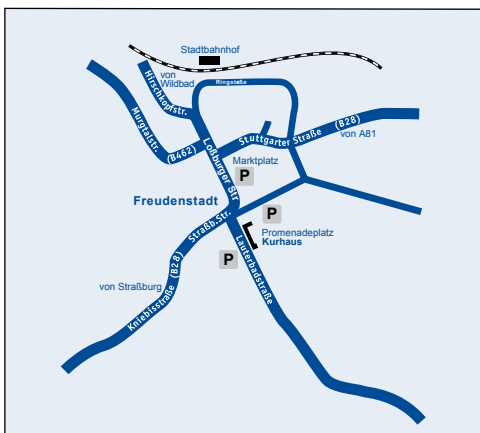 Stadtbahnhof
von
Wildbad
Ringstraße
Hirschkopfstr.
Murgtalstr.
(B462)
Loßburger Str
Stuttgarter Straße (B28)
von A81
Marktplatz
P
Freudenstadt
P
Straßb.Str.
Promenadeplatz
Kurhaus
P
Lauterbadstraße
von Straßburg
Kniebisstraße (B28)